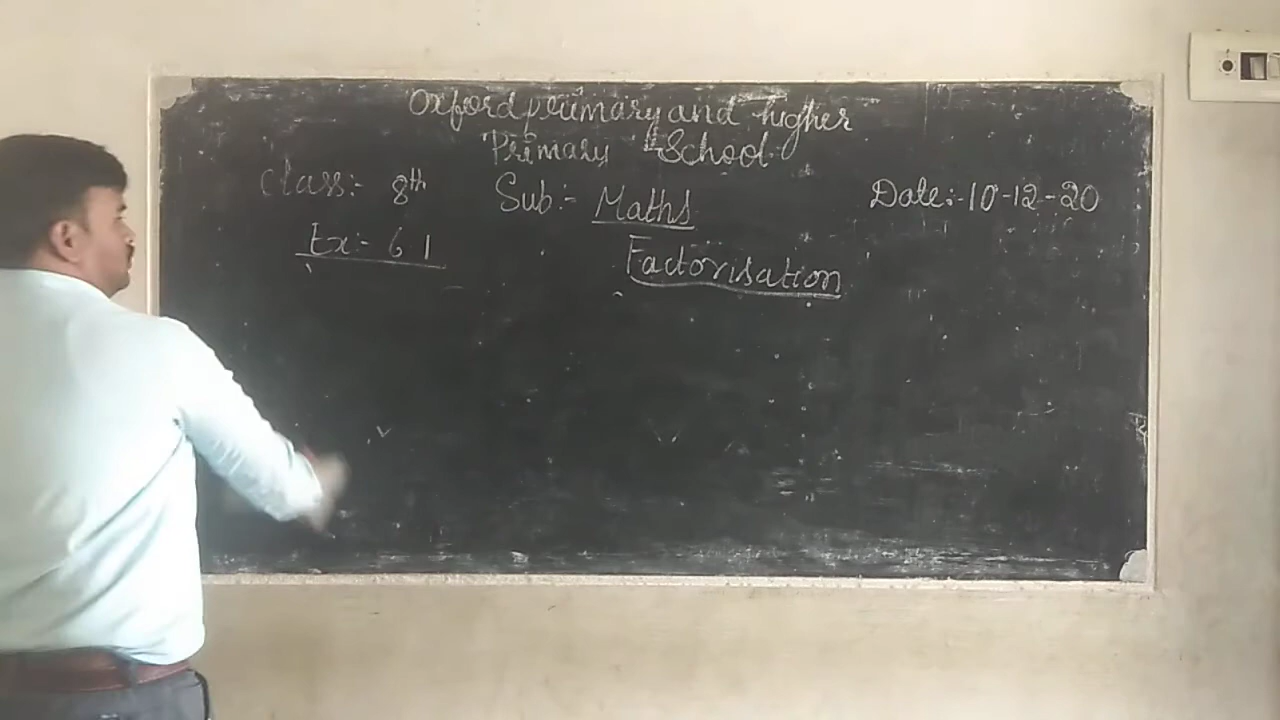 Oxford primary and higher
Primary School
Class:- 8th Sub:- Maths Date:-10-12-20
Ex:- 6 1 Factorisation